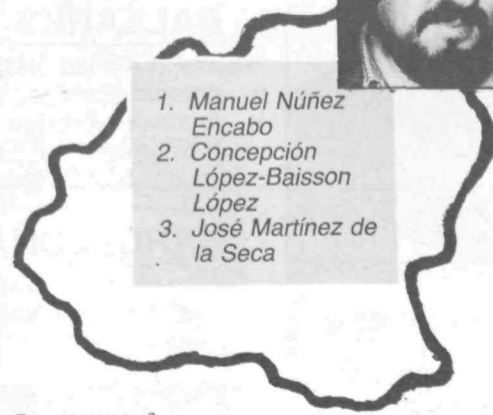 1. Manuel Núñez
Encabo
2. Concepción
López-Baisson
López
3. José Martínez de
la Seca